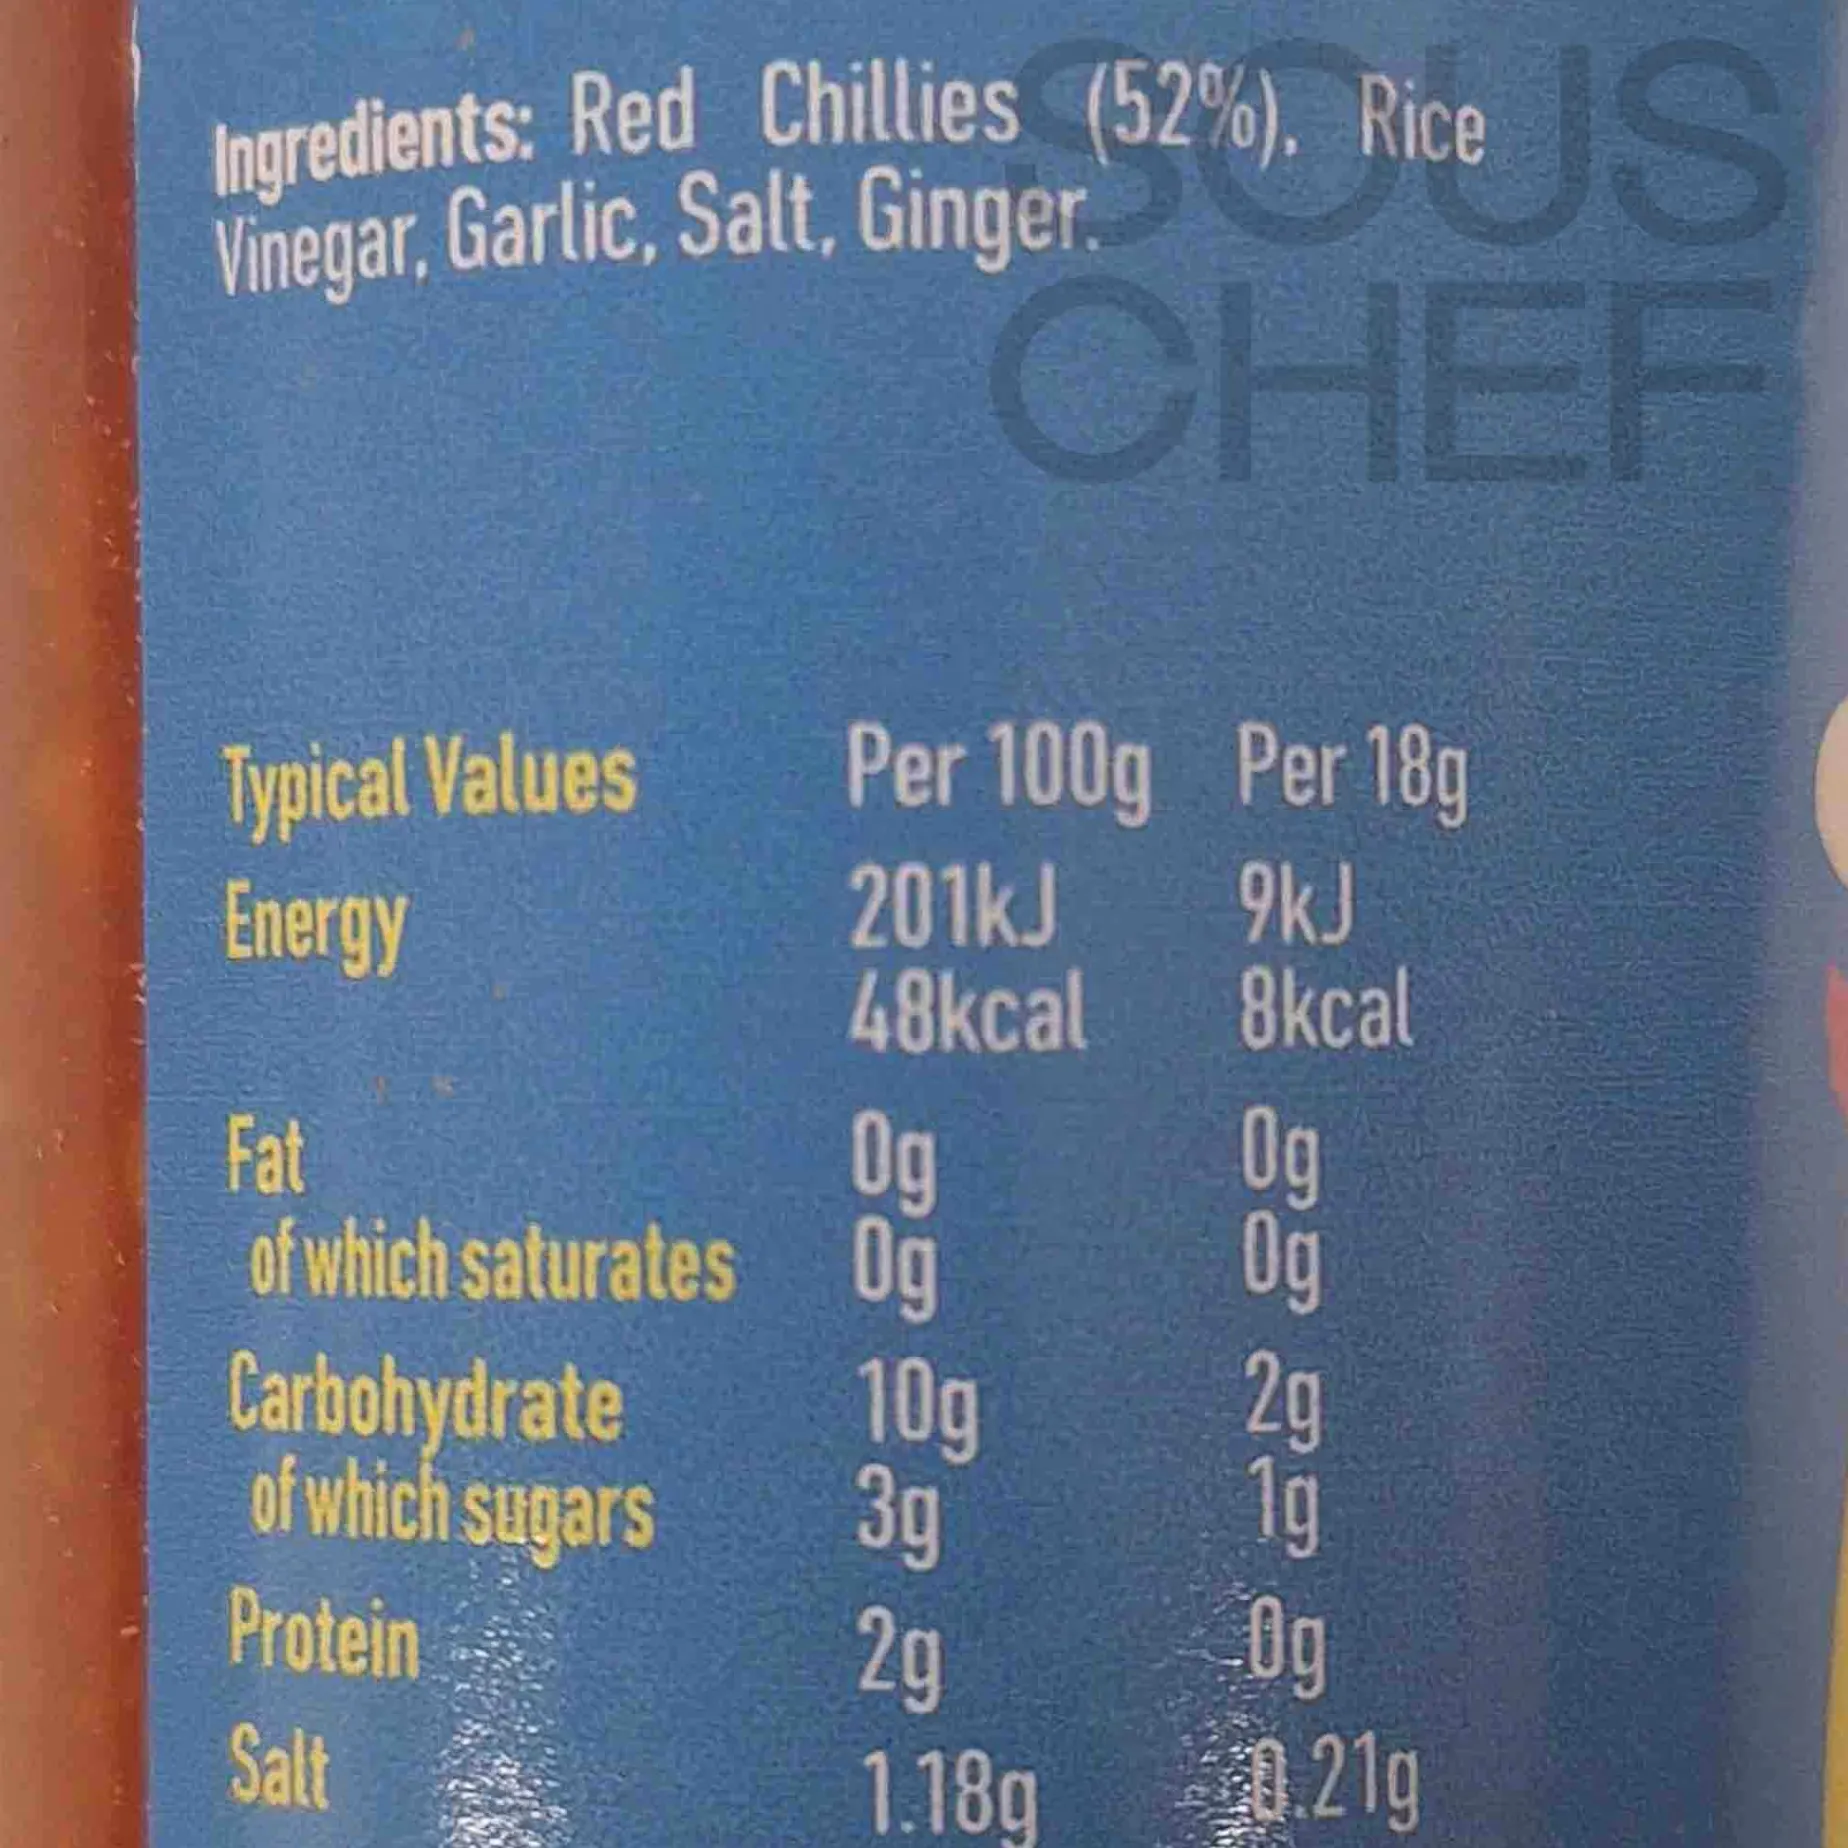 SOUS
CHEF
Ingredients: Red Chillies (52%), Rice
Vinegar, Garlic, Salt, Ginger.
Typical Values Per 100g Per 18g
Energy 201kJ 9kJ
48kcal 8kcal
Fat 0g 0g
of which saturates 0g 0g
Carbohydrate 10g 2g
of which sugars 3g 1g
Protein 2g 0g
Salt 1.18g 0.21g